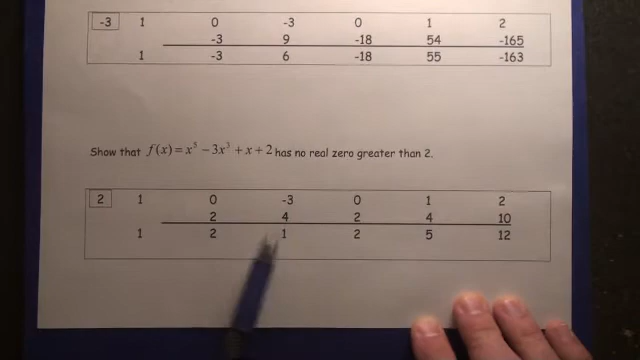 -3 1 0 -3 0 1 2
-3 9 -18 54 -165
1 -3 6 -18 55 -163
Show that f(x) = x⁵ − 3x³ + x + 2 has no real zero greater than 2.
2 1 0 -3 0 1 2
2 4 2 4 10
1 2 1 2 5 12